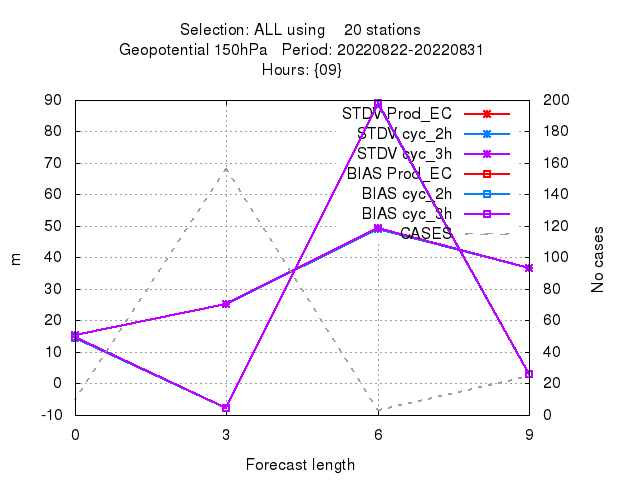 Selection: ALL using    20 stations
Geopotential 150hPa   Period: 20220822-20220831
Hours: {09}
90
80
70
60
50
40
30
20
10
0
-10
m
STDV Prod_EC
STDV cyc_2h
STDV cyc_3h
BIAS Prod_EC
BIAS cyc_2h
BIAS cyc_3h
CASES
200
180
160
140
120
100
80
60
40
20
0
No cases
0
3
6
9
Forecast length